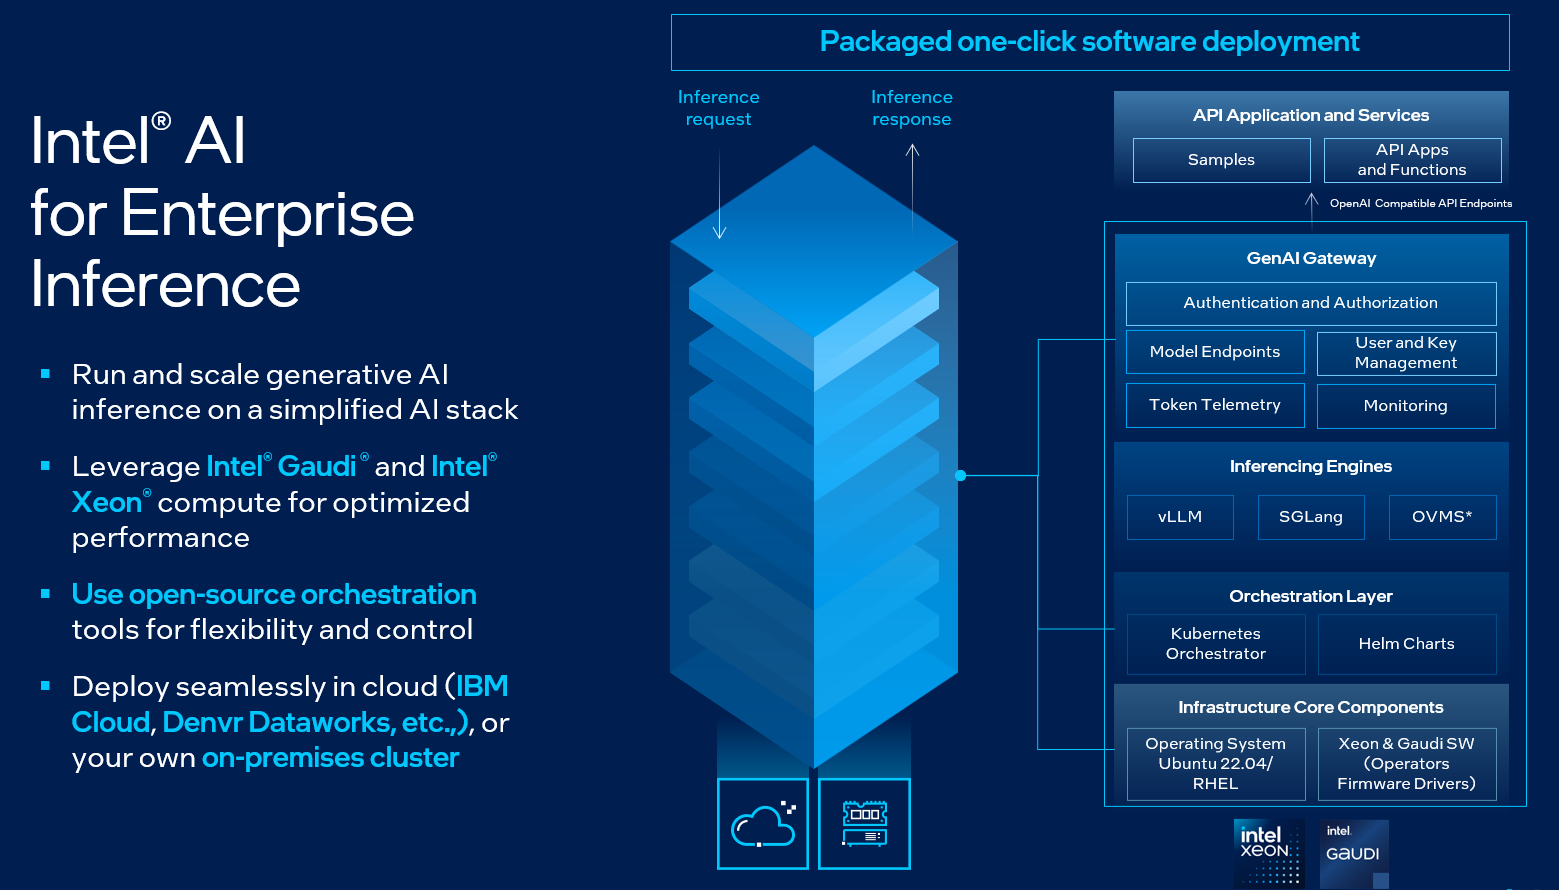 Intel® AI
for Enterprise
Inference
▪ Run and scale generative AI
inference on a simplified AI stack
▪ Leverage Intel® Gaudi® and Intel®
Xeon® compute for optimized
performance
▪ Use open-source orchestration
tools for flexibility and control
▪ Deploy seamlessly in cloud (IBM
Cloud, Denvr Dataworks, etc.,), or
your own on-premises cluster
Packaged one-click software deployment
Inference
request
Inference
response
API Application and Services
Samples
API Apps
and Functions
OpenAI Compatible API Endpoints
GenAI Gateway
Authentication and Authorization
Model Endpoints
User and Key
Management
Token Telemetry
Monitoring
Inferencing Engines
vLLM
SGLang
OVMS*
Orchestration Layer
Kubernetes
Orchestrator
Helm Charts
Infrastructure Core Components
Operating System
Ubuntu 22.04/
RHEL
Xeon & Gaudi SW
(Operators
Firmware Drivers)
intel
XEON
intel.
GAUDI